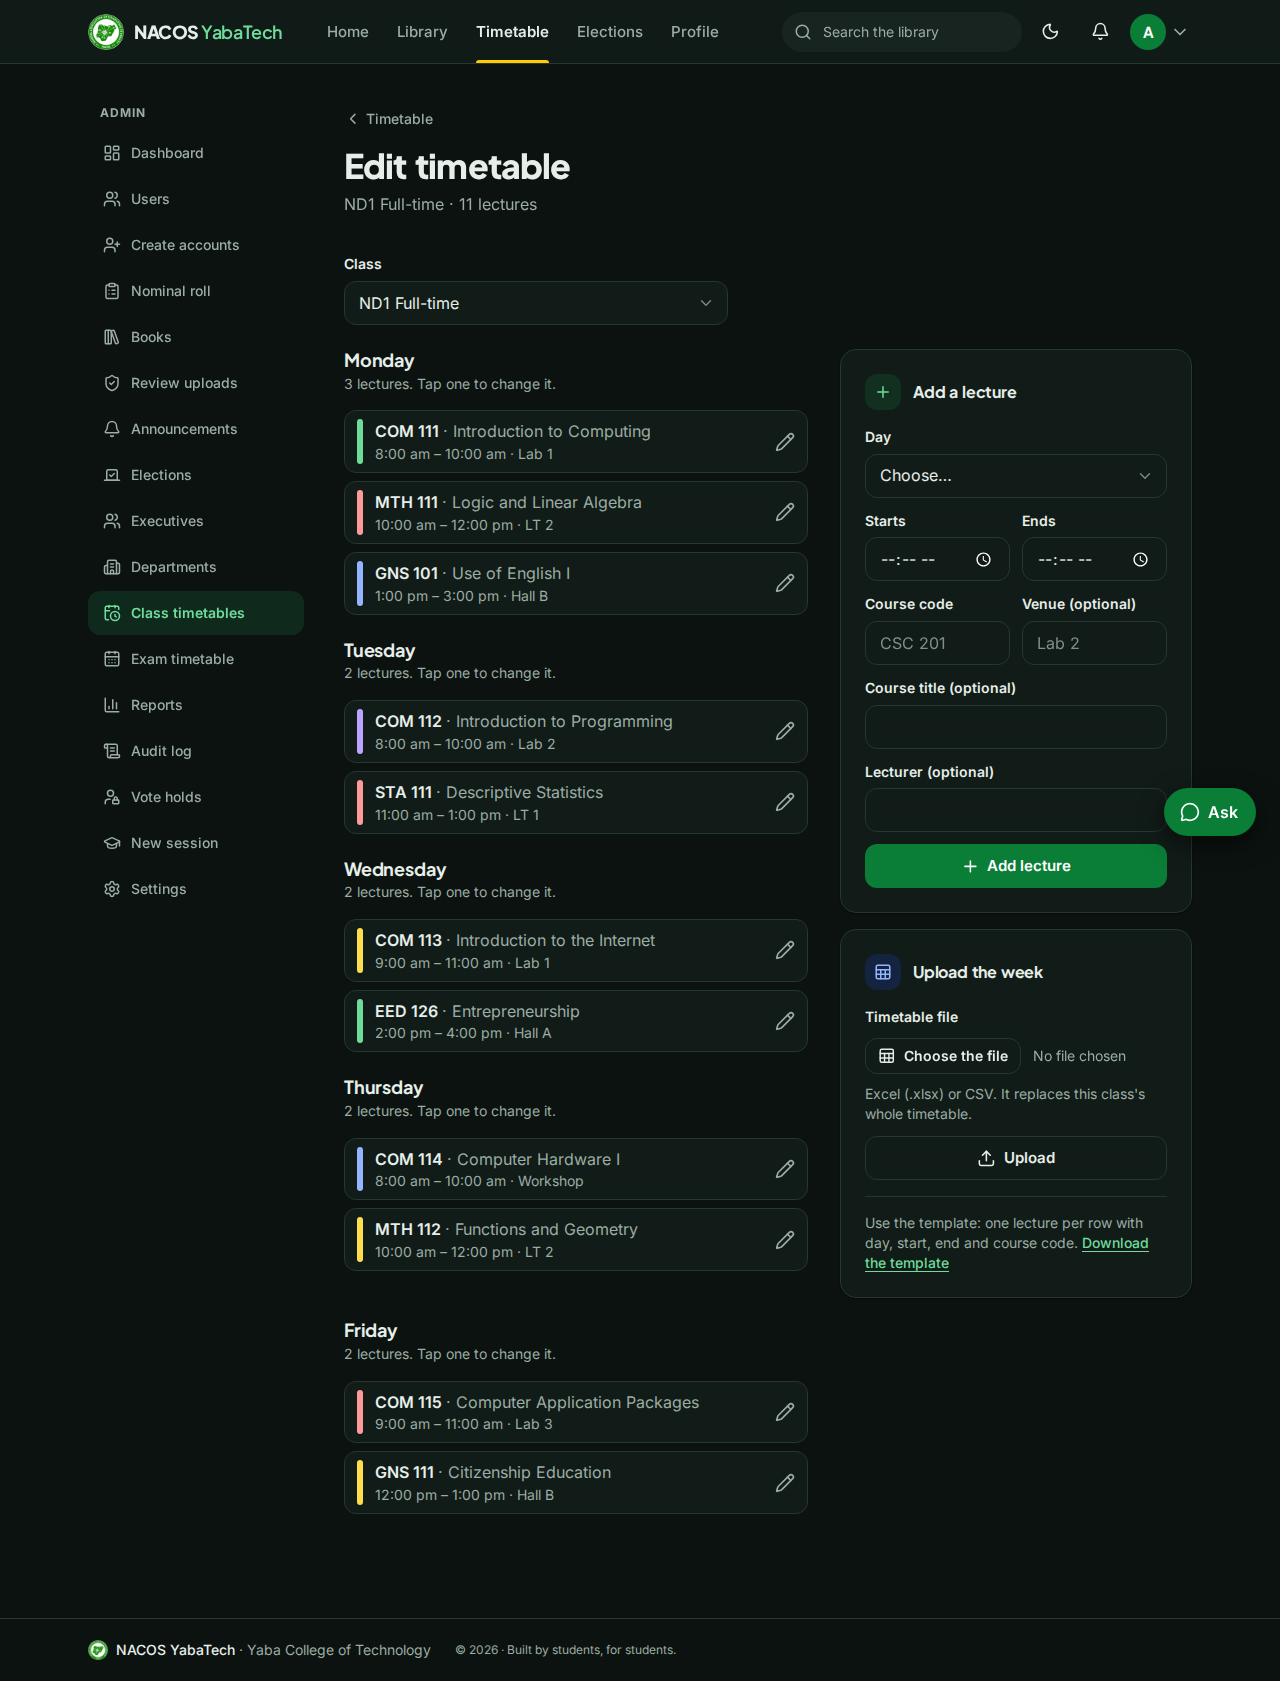 NACOS YabaTech
Home
Library
Timetable
Elections
Profile
Search the library
A
ADMIN
Dashboard
Users
Create accounts
Nominal roll
Books
Review uploads
Announcements
Elections
Executives
Departments
Class timetables
Exam timetable
Reports
Audit log
Vote holds
New session
Settings
Timetable
Edit timetable
ND1 Full-time · 11 lectures
Class
ND1 Full-time
Monday
3 lectures. Tap one to change it.
COM 111 · Introduction to Computing
8:00 am – 10:00 am · Lab 1
MTH 111 · Logic and Linear Algebra
10:00 am – 12:00 pm · LT 2
GNS 101 · Use of English I
1:00 pm – 3:00 pm · Hall B
Tuesday
2 lectures. Tap one to change it.
COM 112 · Introduction to Programming
8:00 am – 10:00 am · Lab 2
STA 111 · Descriptive Statistics
11:00 am – 1:00 pm · LT 1
Wednesday
2 lectures. Tap one to change it.
COM 113 · Introduction to the Internet
9:00 am – 11:00 am · Lab 1
EED 126 · Entrepreneurship
2:00 pm – 4:00 pm · Hall A
Thursday
2 lectures. Tap one to change it.
COM 114 · Computer Hardware I
8:00 am – 10:00 am · Workshop
MTH 112 · Functions and Geometry
10:00 am – 12:00 pm · LT 2
Friday
2 lectures. Tap one to change it.
COM 115 · Computer Application Packages
9:00 am – 11:00 am · Lab 3
GNS 111 · Citizenship Education
12:00 pm – 1:00 pm · Hall B
Add a lecture
Day
Choose...
Starts
Ends
--:-- --
--:-- --
Course code
Venue (optional)
CSC 201
Lab 2
Course title (optional)
Lecturer (optional)
Add lecture
Ask
Upload the week
Timetable file
Choose the file
No file chosen
Excel (.xlsx) or CSV. It replaces this class's
whole timetable.
Upload
Use the template: one lecture per row with
day, start, end and course code. Download
the template
NACOS YabaTech · Yaba College of Technology
© 2026 · Built by students, for students.